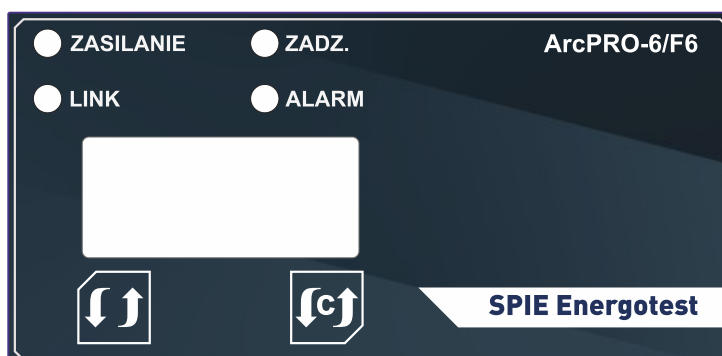 ZASILANIE ZADZ. ArcPRO-6/F6
LINK ALARM
C
SPIE Energotest